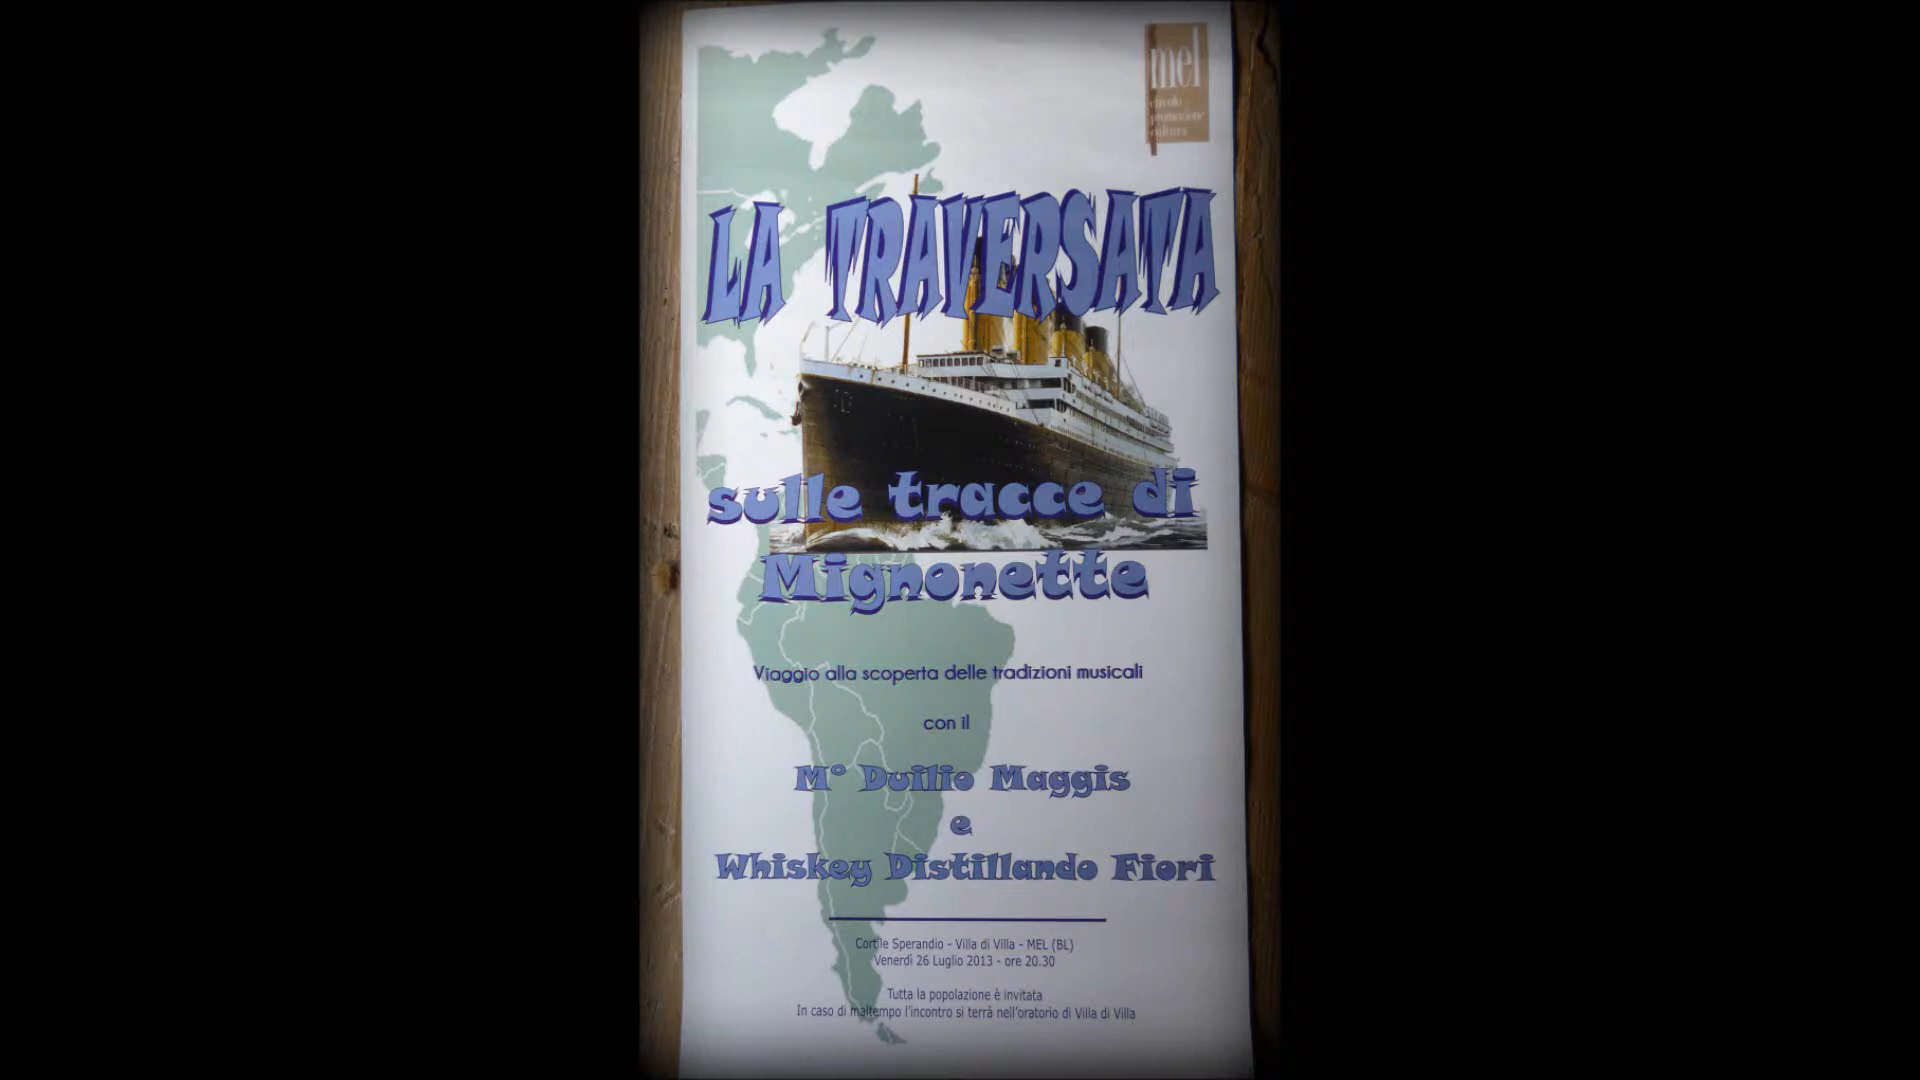 mel
circolo
promozione
cultura
LA TRAVERSATA
sulle tracce di
Mignonette
Viaggio alla scoperta delle tradizioni musicali
con il
M° Duilio Maggis
e
Whiskey Distillando Fiori
Cortile Sperandio - Villa di Villa - MEL (BL)
Venerdì 26 Luglio 2013 - ore 20.30
Tutta la popolazione è invitata
In caso di maltempo l'incontro si terrà nell'oratorio di Villa di Villa